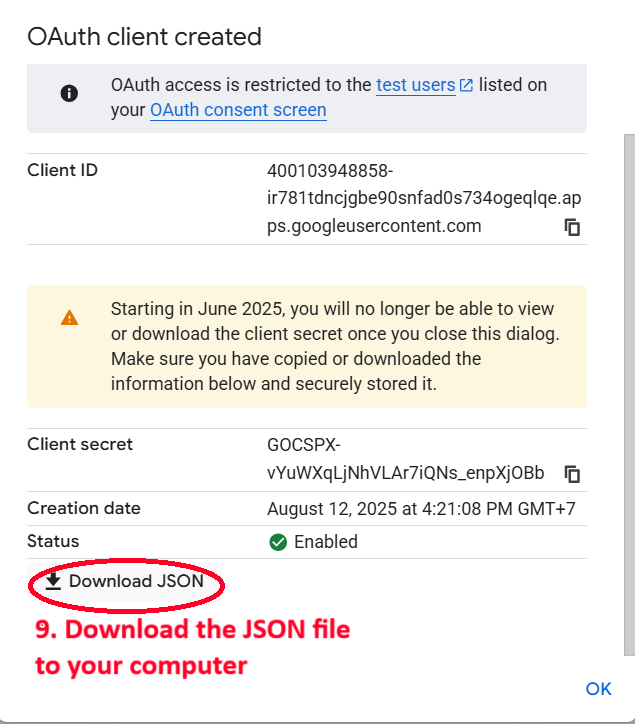 OAuth client created
OAuth access is restricted to the test users listed on
your OAuth consent screen
Client ID
400103948858-
ir781tdncjgbe90snfad0s734ogeqlqe.ap
ps.googleusercontent.com
Starting in June 2025, you will no longer be able to view
or download the client secret once you close this dialog.
Make sure you have copied or downloaded the
information below and securely stored it.
Client secret
GOCSPX-
vYuWXqLjNhVLAr7iQNs_enpXjOBb
Creation date
August 12, 2025 at 4:21:08 PM GMT+7
Status
Enabled
Download JSON
9. Download the JSON file
to your computer
OK